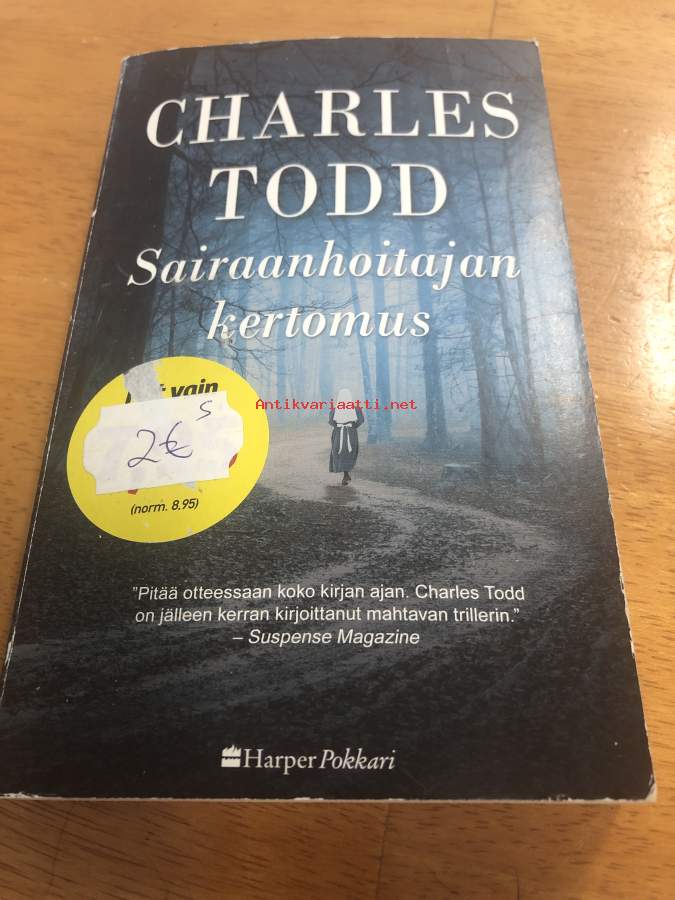 CHARLES
TODD
Sairaanhoitajan
kertomus
vain
Antikvariaatti.net
2€ s
(norm. 8.95)
"Pitää otteessaan koko kirjan ajan. Charles Todd
on jälleen kerran kirjoittanut mahtavan trillerin."
– Suspense Magazine
Harper Pokkari